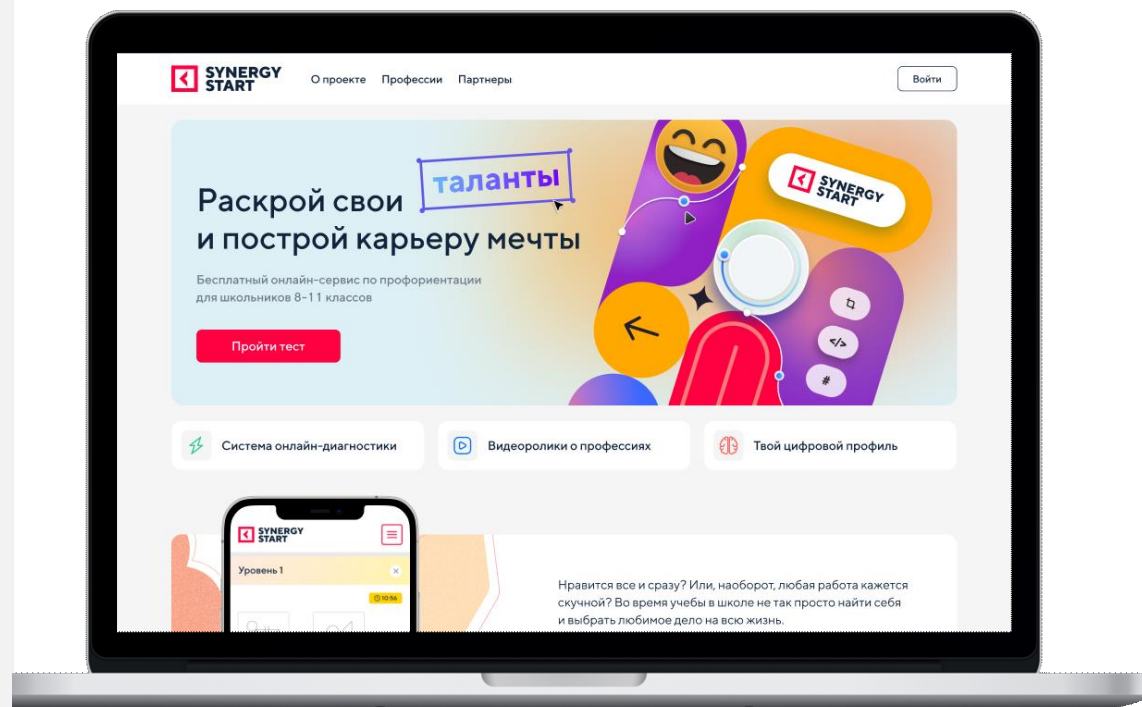 SYNERGY
START
О проекте Профессии Партнеры
Войти
Раскрой свои таланты
и построй карьеру мечты
Бесплатный онлайн-сервис по профориентации
для школьников 8-11 классов
Пройти тест
SYNERGY
START
</>
#
Система онлайн-диагностики
Видеоролики о профессиях
Твой цифровой профиль
SYNERGY
START
Уровень 1
10:56
Нравится все и сразу? Или, наоборот, любая работа кажется
скучной? Во время учебы в школе не так просто найти себя
и выбрать любимое дело на всю жизнь.